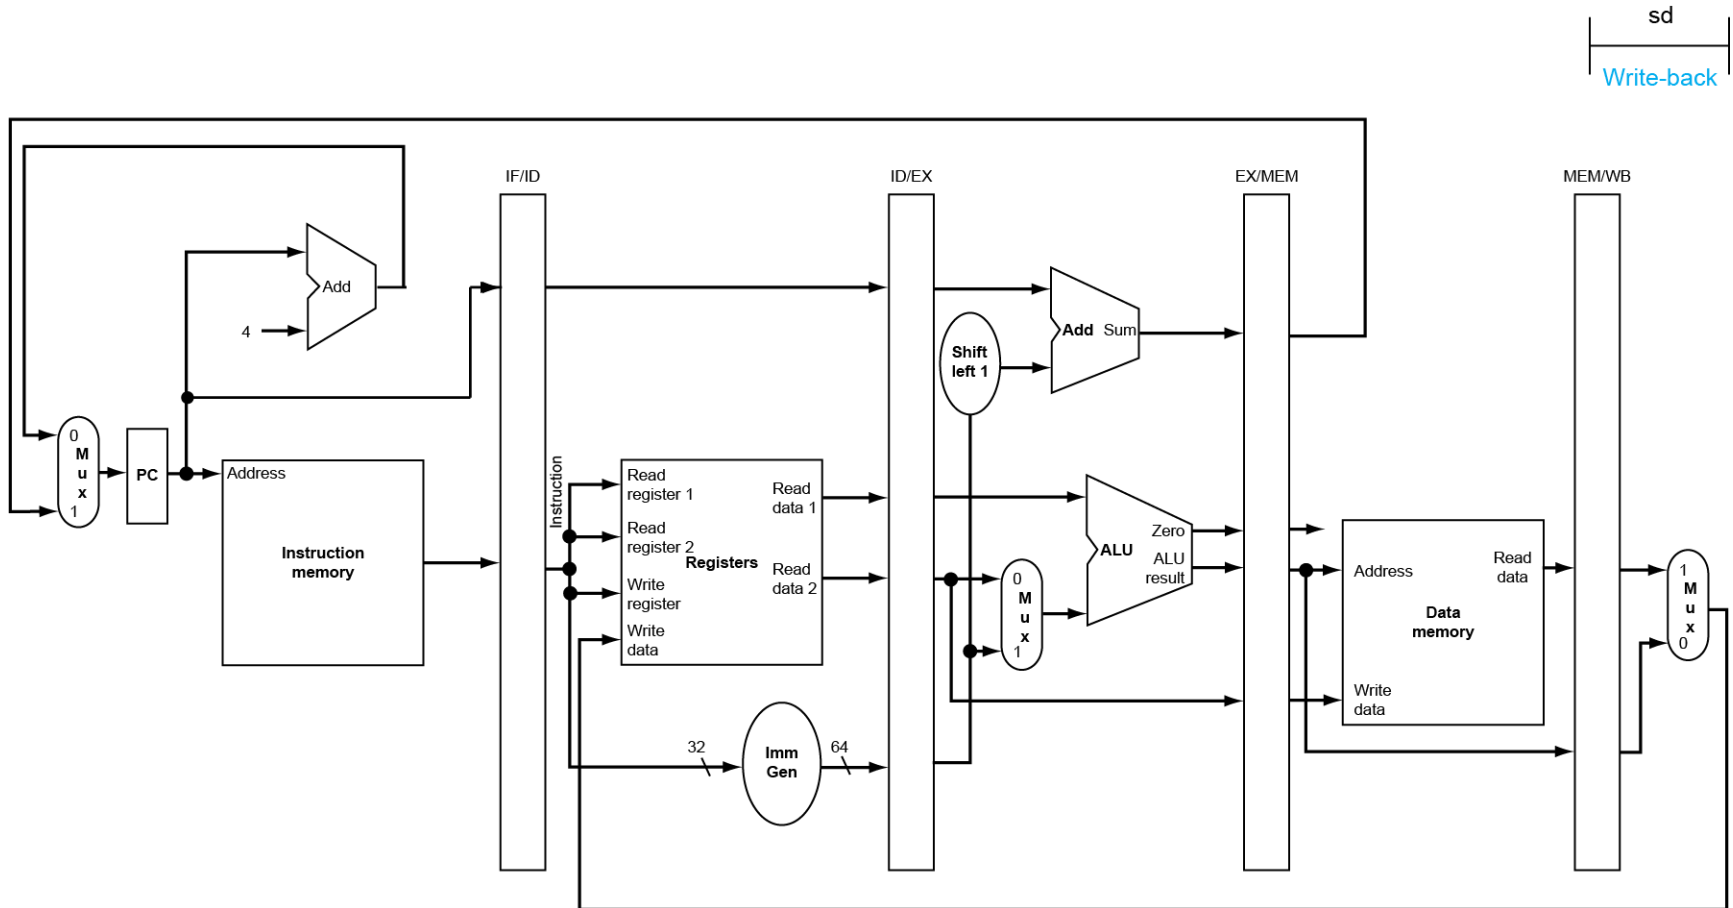 sd
Write-back
IF/ID
ID/EX
EX/MEM
MEM/WB
Add
4
Add Sum
Shift
left 1
0
M
u
x
1
PC
Address
Instruction
memory
Instruction
Read
register 1
Read
register 2
Write
register
Write
data
Registers
Read
data 1
Read
data 2
0
M
u
x
1
Zero
ALU
ALU
result
Address
Read
data
Data
memory
Write
data
1
M
u
x
0
32
Imm
Gen
64